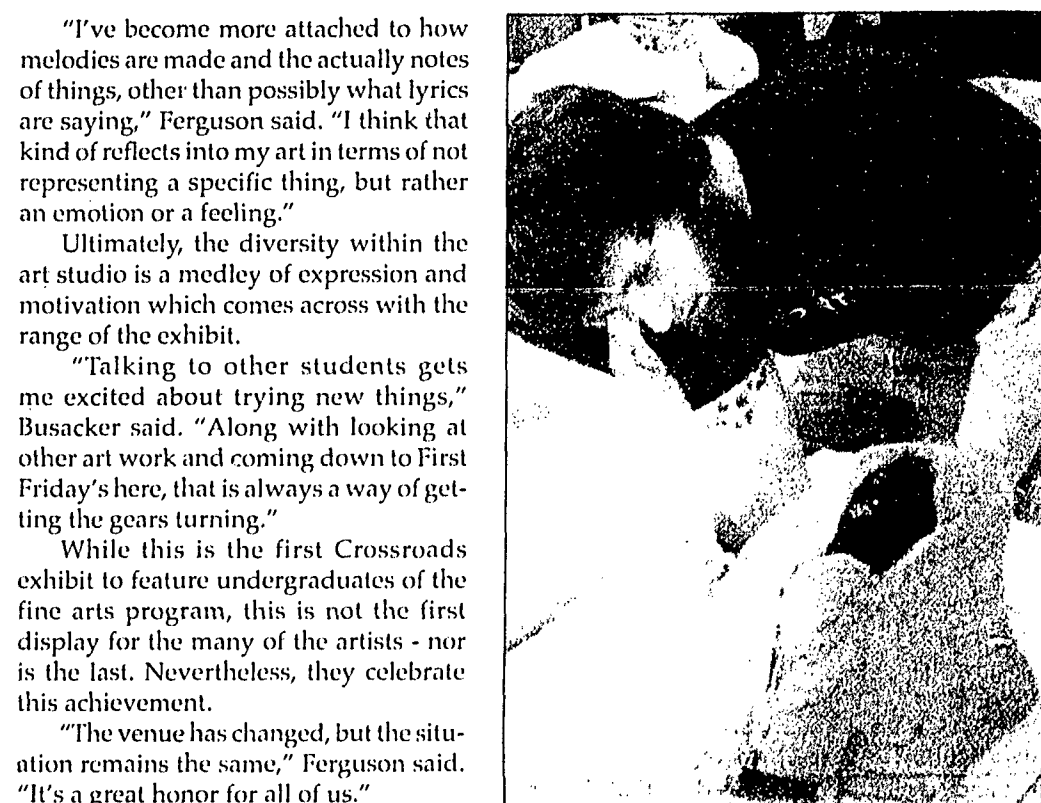 "I've become more attached to how
melodies are made and the actually notes
of things, other than possibly what lyrics
are saying," Ferguson said. "I think that
kind of reflects into my art in terms of not
representing a specific thing, but rather
an emotion or a feeling."
Ultimately, the diversity within the
art studio is a medley of expression and
motivation which comes across with the
range of the exhibit.
"Talking to other students gets
me excited about trying new things,"
Busacker said. "Along with looking at
other art work and coming down to First
Friday's here, that is always a way of get-
ting the gears turning."
While this is the first Crossroads
exhibit to feature undergraduates of the
fine arts program, this is not the first
display for the many of the artists - nor
is the last. Nevertheless, they celebrate
this achievement.
"The venue has changed, but the situ-
ation remains the same," Ferguson said.
"It's a great honor for all of us."